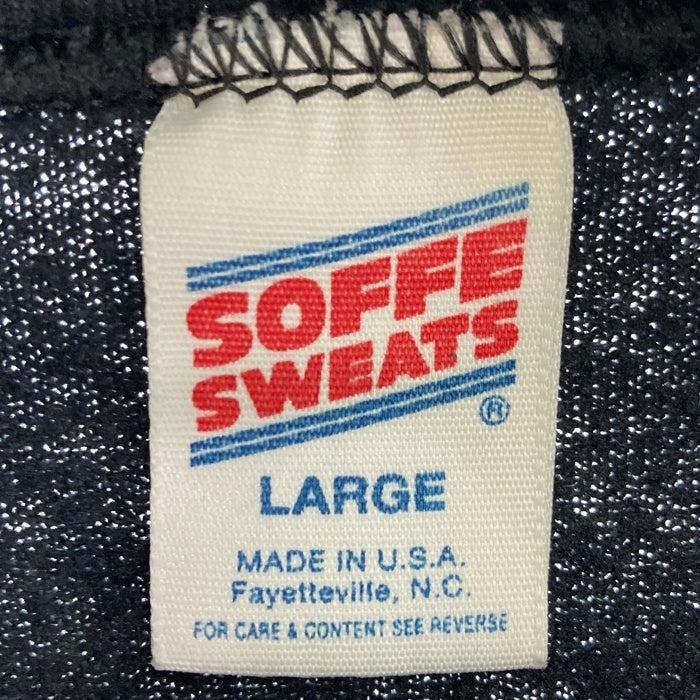 SOFFE
SWEATS
®
LARGE
MADE IN U.S.A.
Fayetteville, N.C.
FOR CARE & CONTENT SEE REVERSE